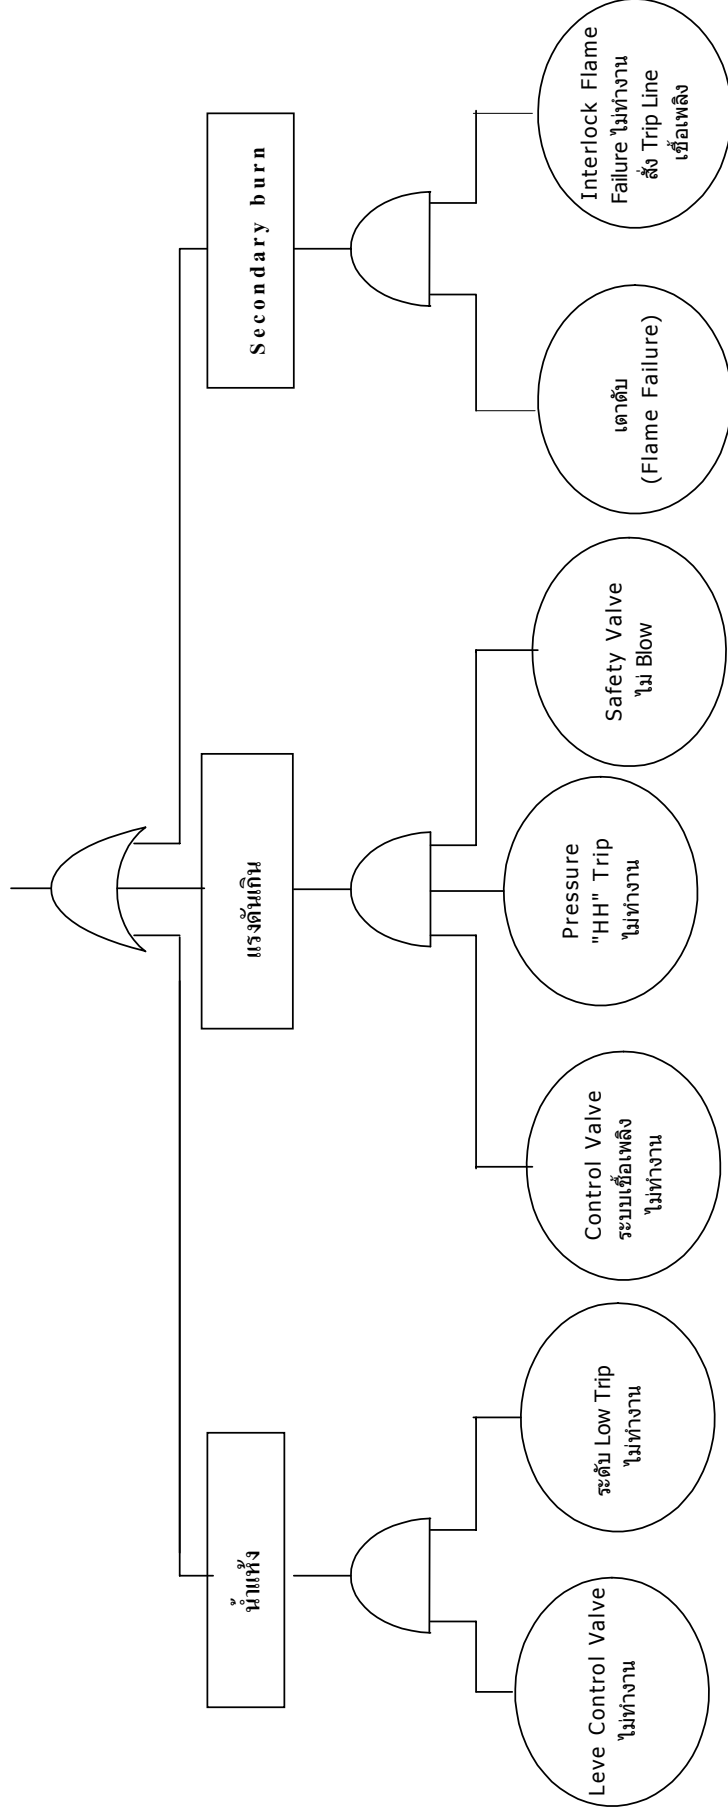 น้ำแห้ง
แรงดันเกิน
Secondary burn
Leve Control Valve
ไม่ทำงาน
ระดับ Low Trip
ไม่ทำงาน
Control Valve
ระบบเชื้อเพลิง
ไม่ทำงาน
Pressure
"HH" Trip
ไม่ทำงาน
Safety Valve
ไม่ Blow
เตาดับ
(Flame Failure)
Interlock Flame
Failure ไม่ทำงาน
สั่ง Trip Line
เชื้อเพลิง